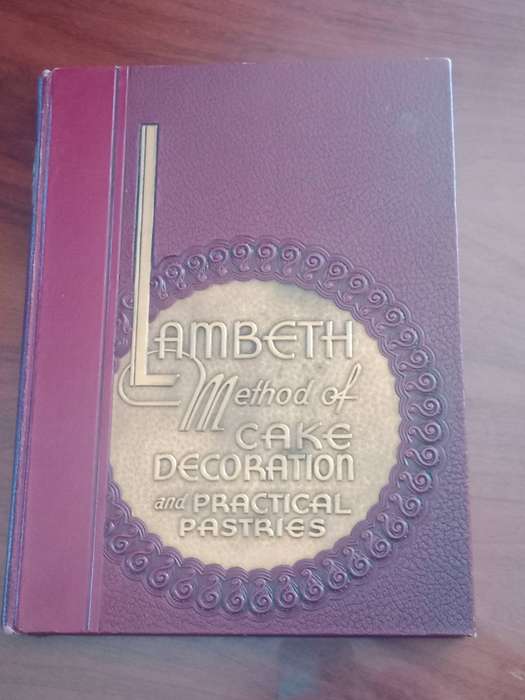 LAMBETH
Method of
CAKE
DECORATION
and PRACTICAL
PASTRIES